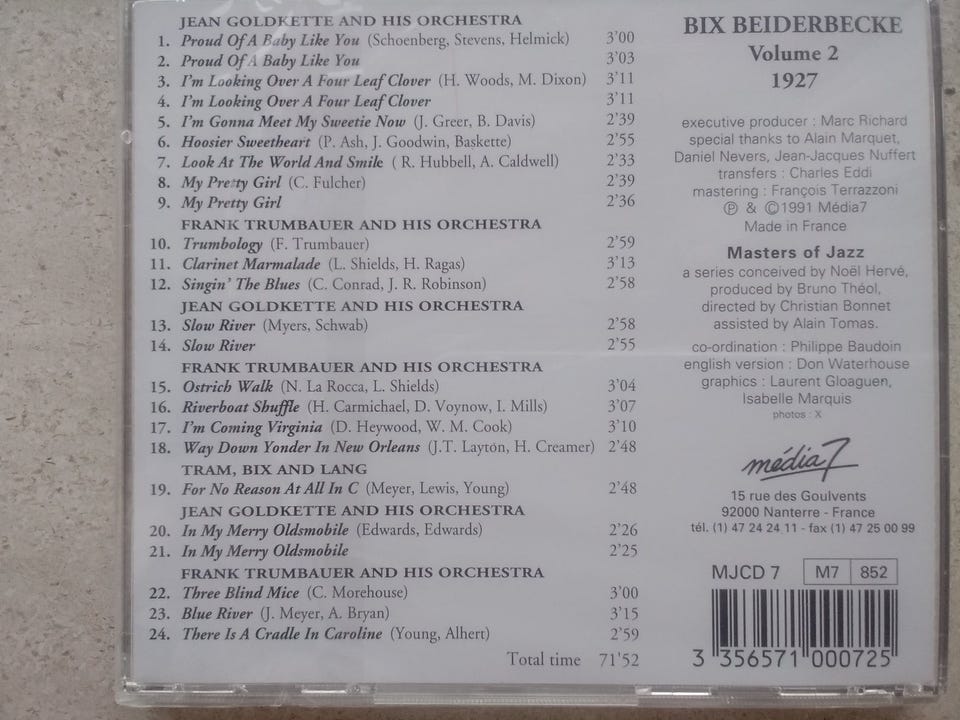 JEAN GOLDKETTE AND HIS ORCHESTRA
1. Proud Of A Baby Like You (Schoenberg, Stevens, Helmick) 3'00
2. Proud Of A Baby Like You 3'03
3. I'm Looking Over A Four Leaf Clover (H. Woods, M. Dixon) 3'11
4. I'm Looking Over A Four Leaf Clover 3'11
5. I'm Gonna Meet My Sweetie Now (J. Greer, B. Davis) 2'39
6. Hoosier Sweetheart (P. Ash, J. Goodwin, Baskette) 2'55
7. Look At The World And Smile ( R. Hubbell, A. Caldwell) 2'33
8. My Pretty Girl (C. Fulcher) 2'39
9. My Pretty Girl 2'36
FRANK TRUMBAUER AND HIS ORCHESTRA
10. Trumbology (F. Trumbauer) 2'59
11. Clarinet Marmalade (L. Shields, H. Ragas) 3'13
12. Singin' The Blues (C. Conrad, J. R. Robinson) 2'58
JEAN GOLDKETTE AND HIS ORCHESTRA
13. Slow River (Myers, Schwab) 2'58
14. Slow River 2'55
FRANK TRUMBAUER AND HIS ORCHESTRA
15. Ostrich Walk (N. La Rocca, L. Shields) 3'04
16. Riverboat Shuffle (H. Carmichael, D. Voynow, I. Mills) 3'07
17. I'm Coming Virginia (D. Heywood, W. M. Cook) 3'10
18. Way Down Yonder In New Orleans (J.T. Layton, H. Creamer) 2'48
TRAM, BIX AND LANG
19. For No Reason At All In C (Meyer, Lewis, Young) 2'48
JEAN GOLDKETTE AND HIS ORCHESTRA
20. In My Merry Oldsmobile (Edwards, Edwards) 2'26
21. In My Merry Oldsmobile 2'25
FRANK TRUMBAUER AND HIS ORCHESTRA
22. Three Blind Mice (C. Morehouse) 3'00
23. Blue River (J. Meyer, A. Bryan) 3'15
24. There Is A Cradle In Caroline (Young, Alhert) 2'59
Total time 71'52
BIX BEIDERBECKE
Volume 2
1927
executive producer : Marc Richard
special thanks to Alain Marquet,
Daniel Nevers, Jean-Jacques Nuffert
transfers : Charles Eddi
mastering : François Terrazzoni
℗ & ©1991 Média7
Made in France
Masters of Jazz
a series conceived by Noël Hervé,
produced by Bruno Théol,
directed by Christian Bonnet
assisted by Alain Tomas.
co-ordination : Philippe Baudoin
english version : Don Waterhouse
graphics : Laurent Gloaguen,
Isabelle Marquis
photos : X
média 7
15 rue des Goulvents
92000 Nanterre - France
tél. (1) 47 24 24 11 - fax (1) 47 25 00 99
MJCD 7 M7 852
3 356571 000725